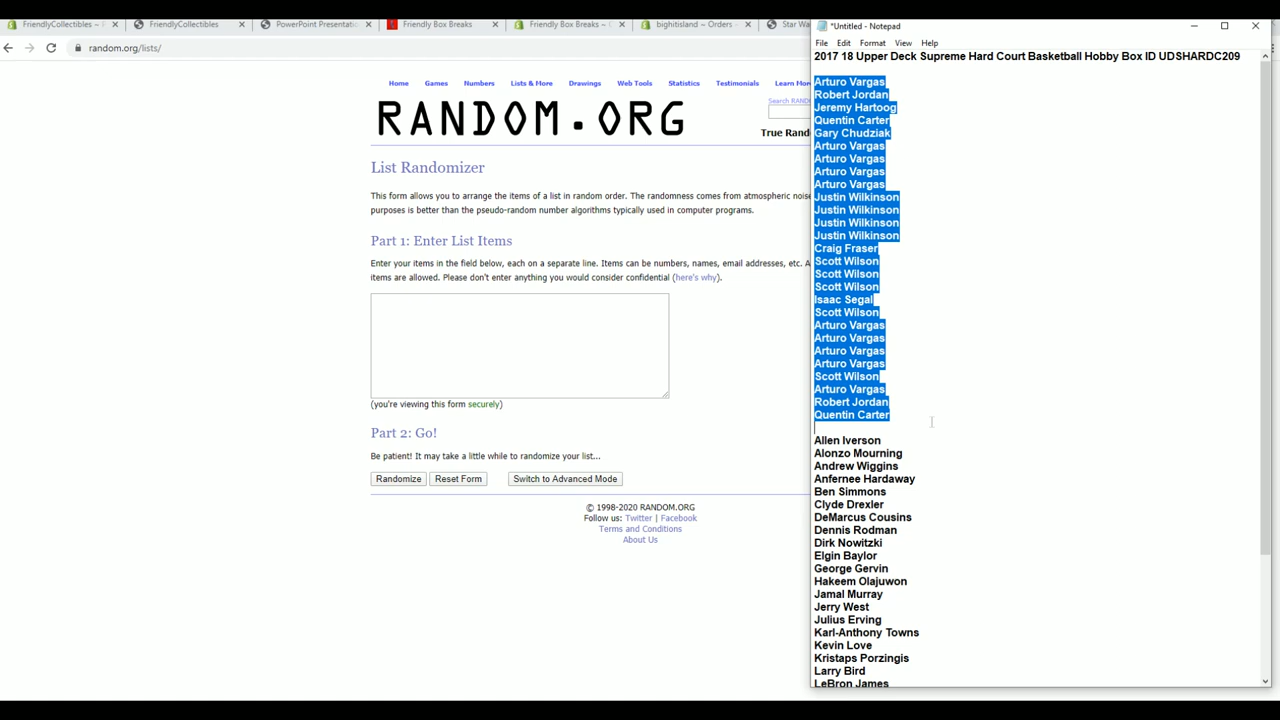 FriendlyCollectibles –
FriendlyCollectibles
PowerPoint Presentatio
Friendly Box Breaks
Friendly Box Breaks ~
bighitisland ~ Orders ~
Star Wa
random.org/lists/
Home
Games
Numbers
Lists & More
Drawings
Web Tools
Statistics
Testimonials
Learn More
Search RAND
RANDOM.ORG
True Rand
List Randomizer
This form allows you to arrange the items of a list in random order. The randomness comes from atmospheric noise
purposes is better than the pseudo-random number algorithms typically used in computer programs.
Part 1: Enter List Items
Enter your items in the field below, each on a separate line. Items can be numbers, names, email addresses, etc. A
items are allowed. Please don't enter anything you would consider confidential (here's why).
(you're viewing this form securely)
Part 2: Go!
Be patient! It may take a little while to randomize your list...
Randomize
Reset Form
Switch to Advanced Mode
© 1998-2020 RANDOM.ORG
Follow us: Twitter | Facebook
Terms and Conditions
About Us
*Untitled - Notepad
File Edit Format View Help
2017 18 Upper Deck Supreme Hard Court Basketball Hobby Box ID UDSHARDC209
Arturo Vargas
Robert Jordan
Jeremy Hartoog
Quentin Carter
Gary Chudziak
Arturo Vargas
Arturo Vargas
Arturo Vargas
Arturo Vargas
Justin Wilkinson
Justin Wilkinson
Justin Wilkinson
Justin Wilkinson
Craig Fraser
Scott Wilson
Scott Wilson
Scott Wilson
Isaac Segal
Scott Wilson
Arturo Vargas
Arturo Vargas
Arturo Vargas
Arturo Vargas
Scott Wilson
Arturo Vargas
Robert Jordan
Quentin Carter
Allen Iverson
Alonzo Mourning
Andrew Wiggins
Anfernee Hardaway
Ben Simmons
Clyde Drexler
DeMarcus Cousins
Dennis Rodman
Dirk Nowitzki
Elgin Baylor
George Gervin
Hakeem Olajuwon
Jamal Murray
Jerry West
Julius Erving
Karl-Anthony Towns
Kevin Love
Kristaps Porzingis
Larry Bird
LeBron James